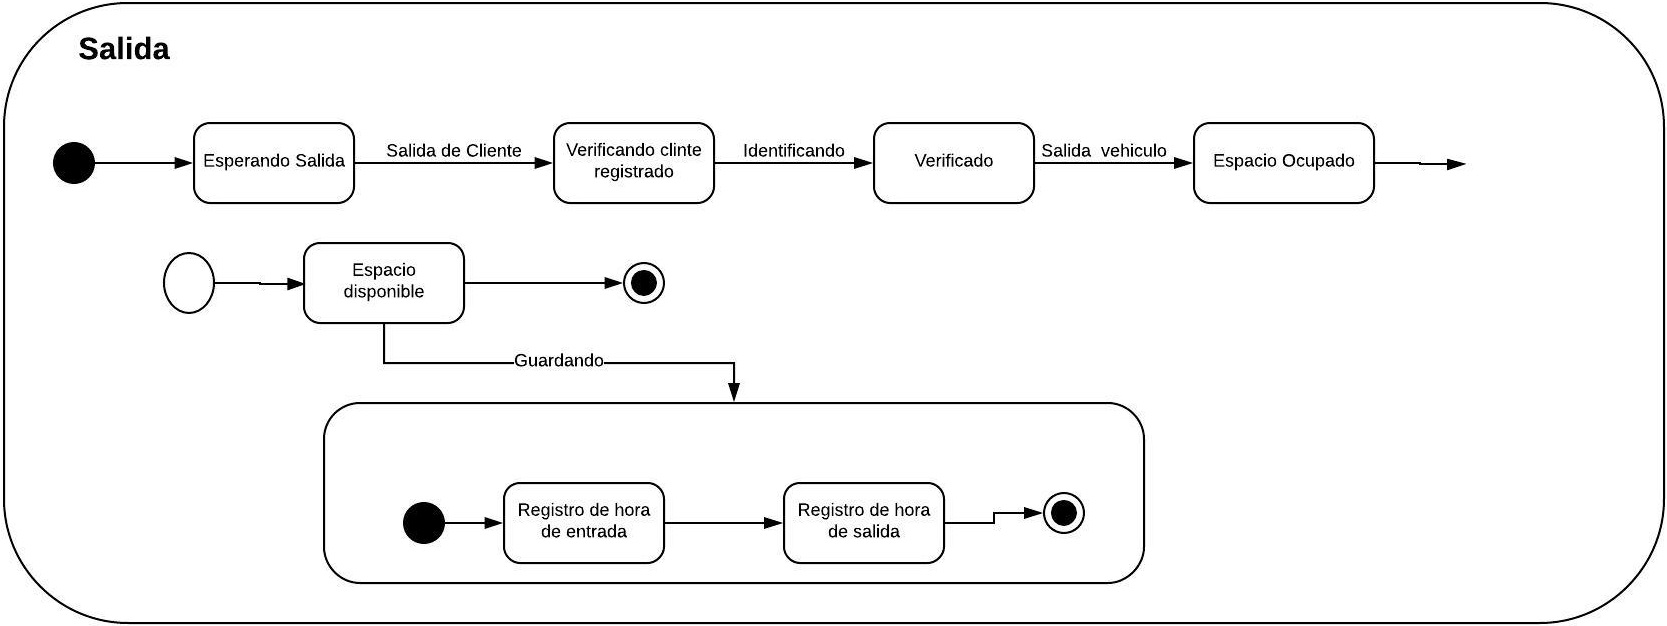 Salida
Esperando Salida
Salida de Cliente
Verificando clinte
registrado
Identificando
Verificado
Salida vehiculo
Espacio Ocupado
Espacio
disponible
Guardando
Registro de hora
de entrada
Registro de hora
de salida